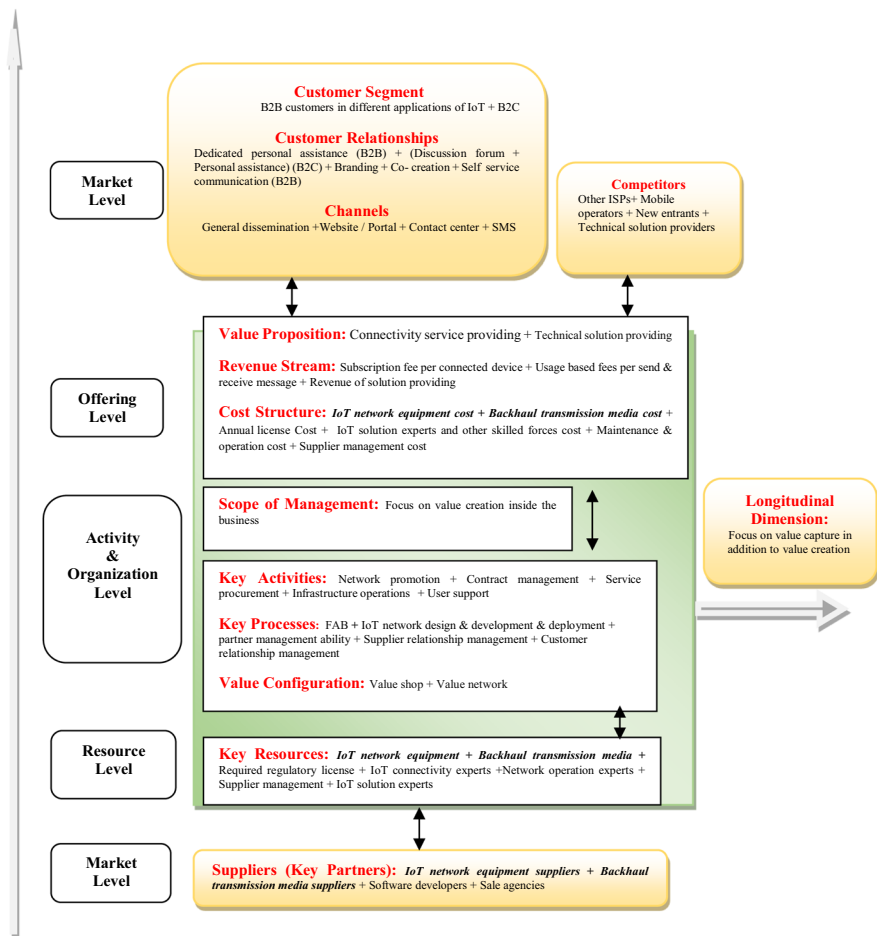 Customer Segment
B2B customers in different applications of IoT + B2C
Customer Relationships
Dedicated personal assistance (B2B) + (Discussion forum +
Personal assistance) (B2C) + Branding + Co- creation + Self service
communication (B2B)
Channels
General dissemination +Website / Portal + Contact center + SMS
Market
Level
Competitors
Other ISPs+ Mobile
operators + New entrants +
Technical solution providers
Value Proposition: Connectivity service providing + Technical solution providing
Revenue Stream: Subscription fee per connected device + Usage based fees per send &
receive message + Revenue of solution providing
Offering
Level
Cost Structure: IoT network equipment cost + Backhaul transmission media cost +
Annual license Cost + IoT solution experts and other skilled forces cost + Maintenance &
operation cost + Supplier management cost
Scope of Management: Focus on value creation inside the
business
Longitudinal
Dimension:
Focus on value capture in
addition to value creation
Activity
&
Organization
Level
Key Activities: Network promotion + Contract management + Service
procurement + Infrastructure operations + User support
Key Processes: FAB + IoT network design & development & deployment +
partner management ability + Supplier relationship management + Customer
relationship management
Value Configuration: Value shop + Value network
Resource
Level
Key Resources: IoT network equipment + Backhaul transmission media +
Required regulatory license + IoT connectivity experts +Network operation experts +
Supplier management + IoT solution experts
Market
Level
Suppliers (Key Partners): IoT network equipment suppliers + Backhaul
transmission media suppliers + Software developers + Sale agencies